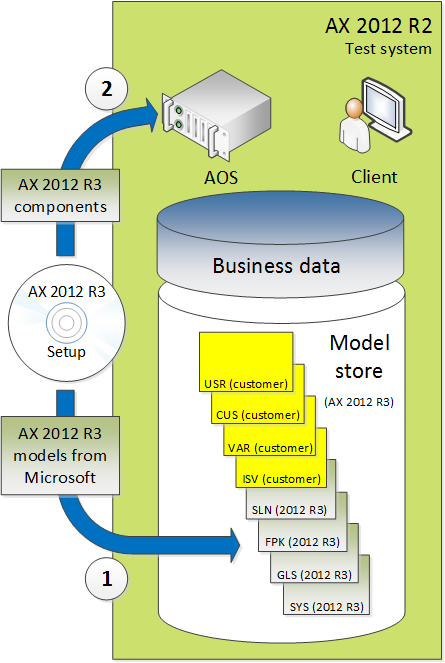 AX 2012 R2
Test system
2
AOS
Client
AX 2012 R3
components
Business data
AX 2012 R3
Setup
Model
store
(AX 2012 R3)
USR (customer)
CUS (customer)
VAR (customer)
ISV (customer)
SLN (2012 R3)
FPK (2012 R3)
GLS (2012 R3)
SYS (2012 R3)
AX 2012 R3
models from
Microsoft
1